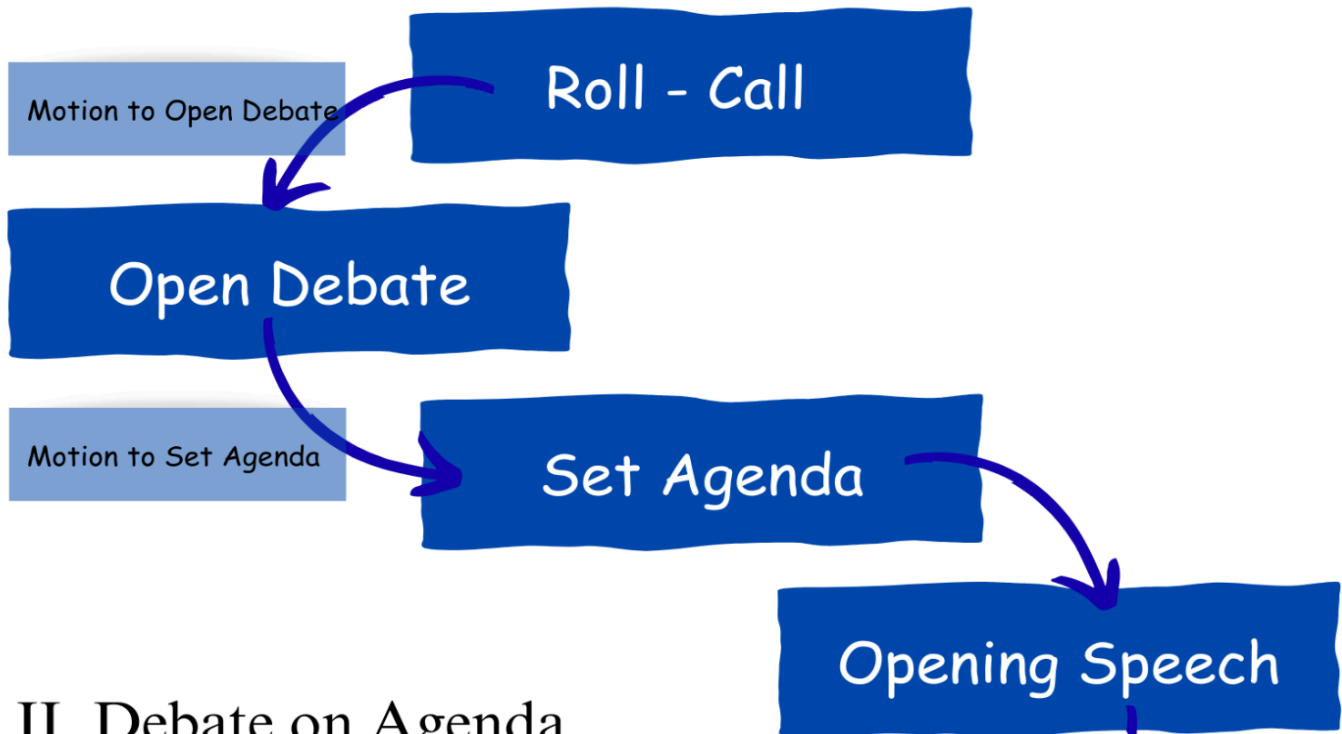 Roll - Call
Motion to Open Debate
Open Debate
Motion to Set Agenda
Set Agenda
Opening Speech
II. Debate on Agenda